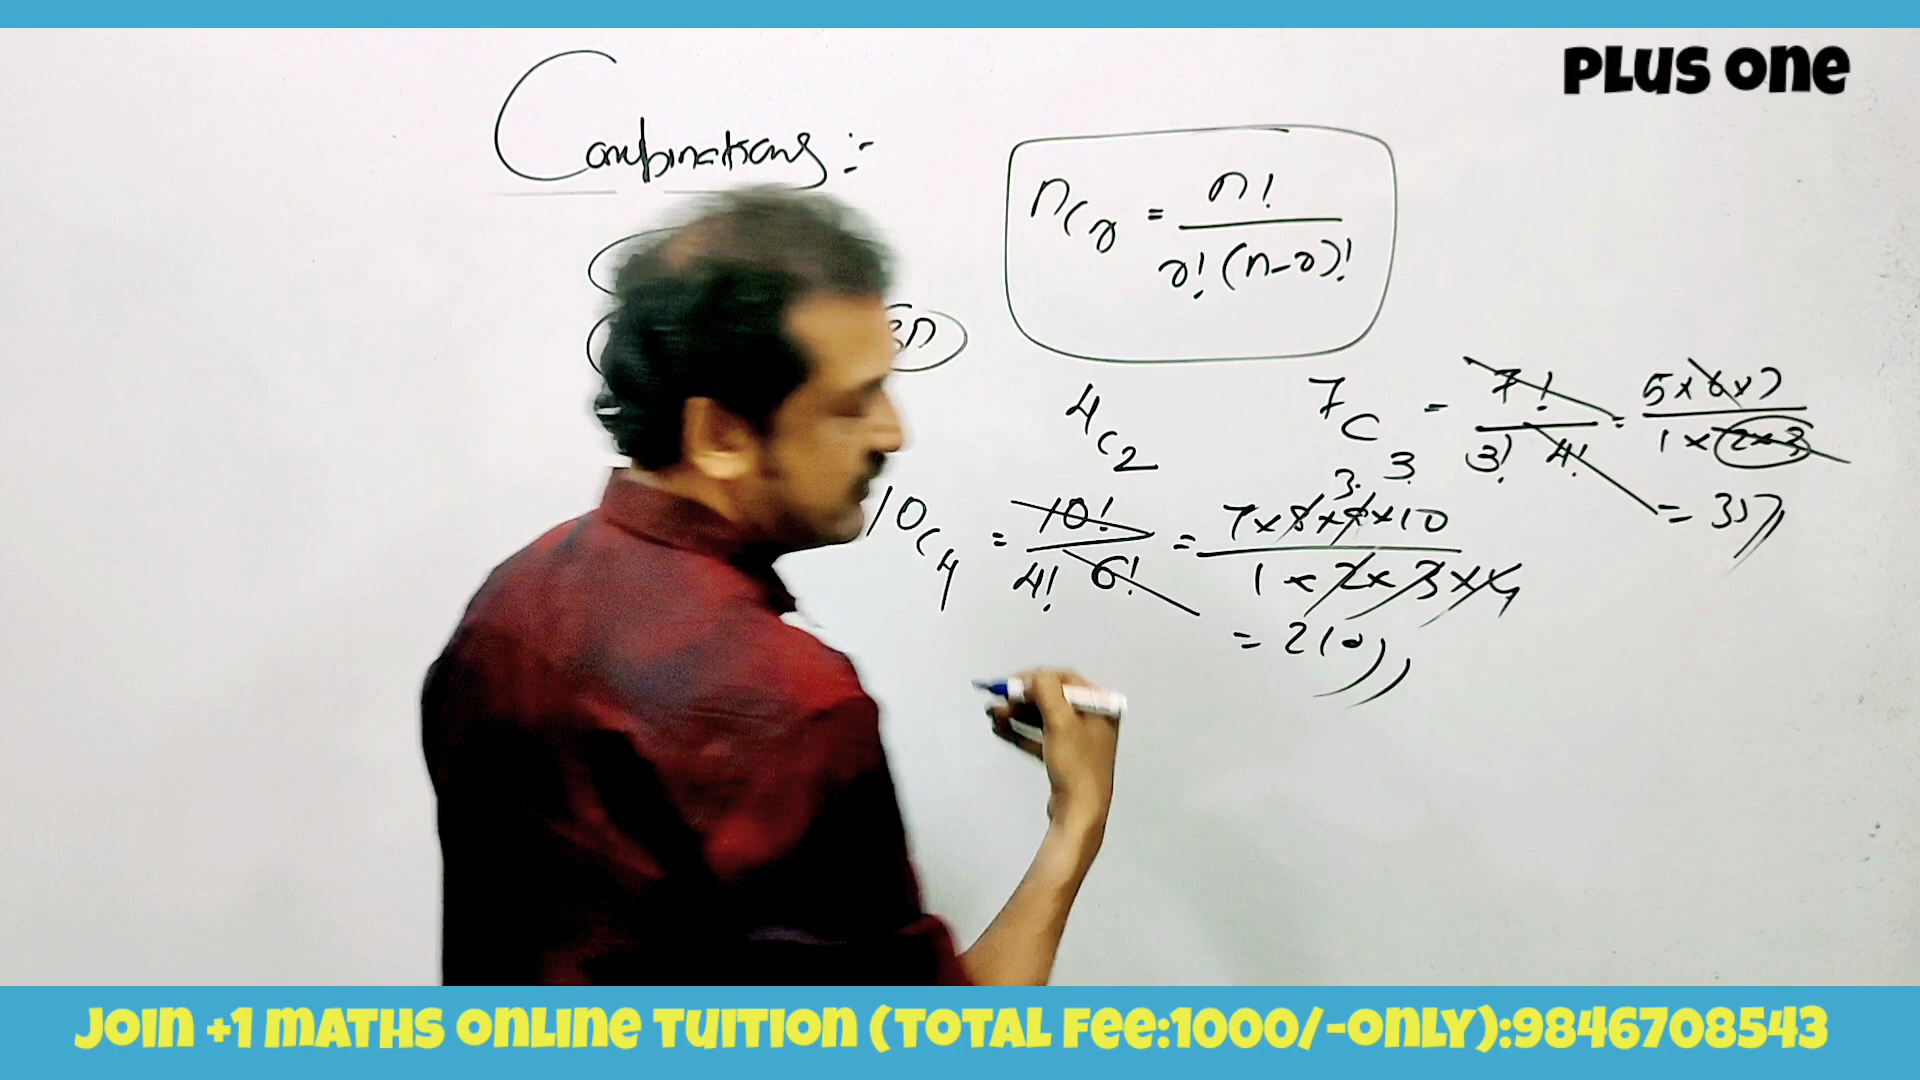 PLUS ONE
Combinations :-
nCr = n! / r! (n-r)!
4C2
7C3 = 7! / 3! 4! = 5×6×7 / 1×2×3
= 35
10C4 = 10! / 4! 6! = 7×8×9×10 / 1×2×3×4
3
= 210
JOIN +1 MATHS ONLINE TUITION (TOTAL FEE:1000/-ONLY):9846708543